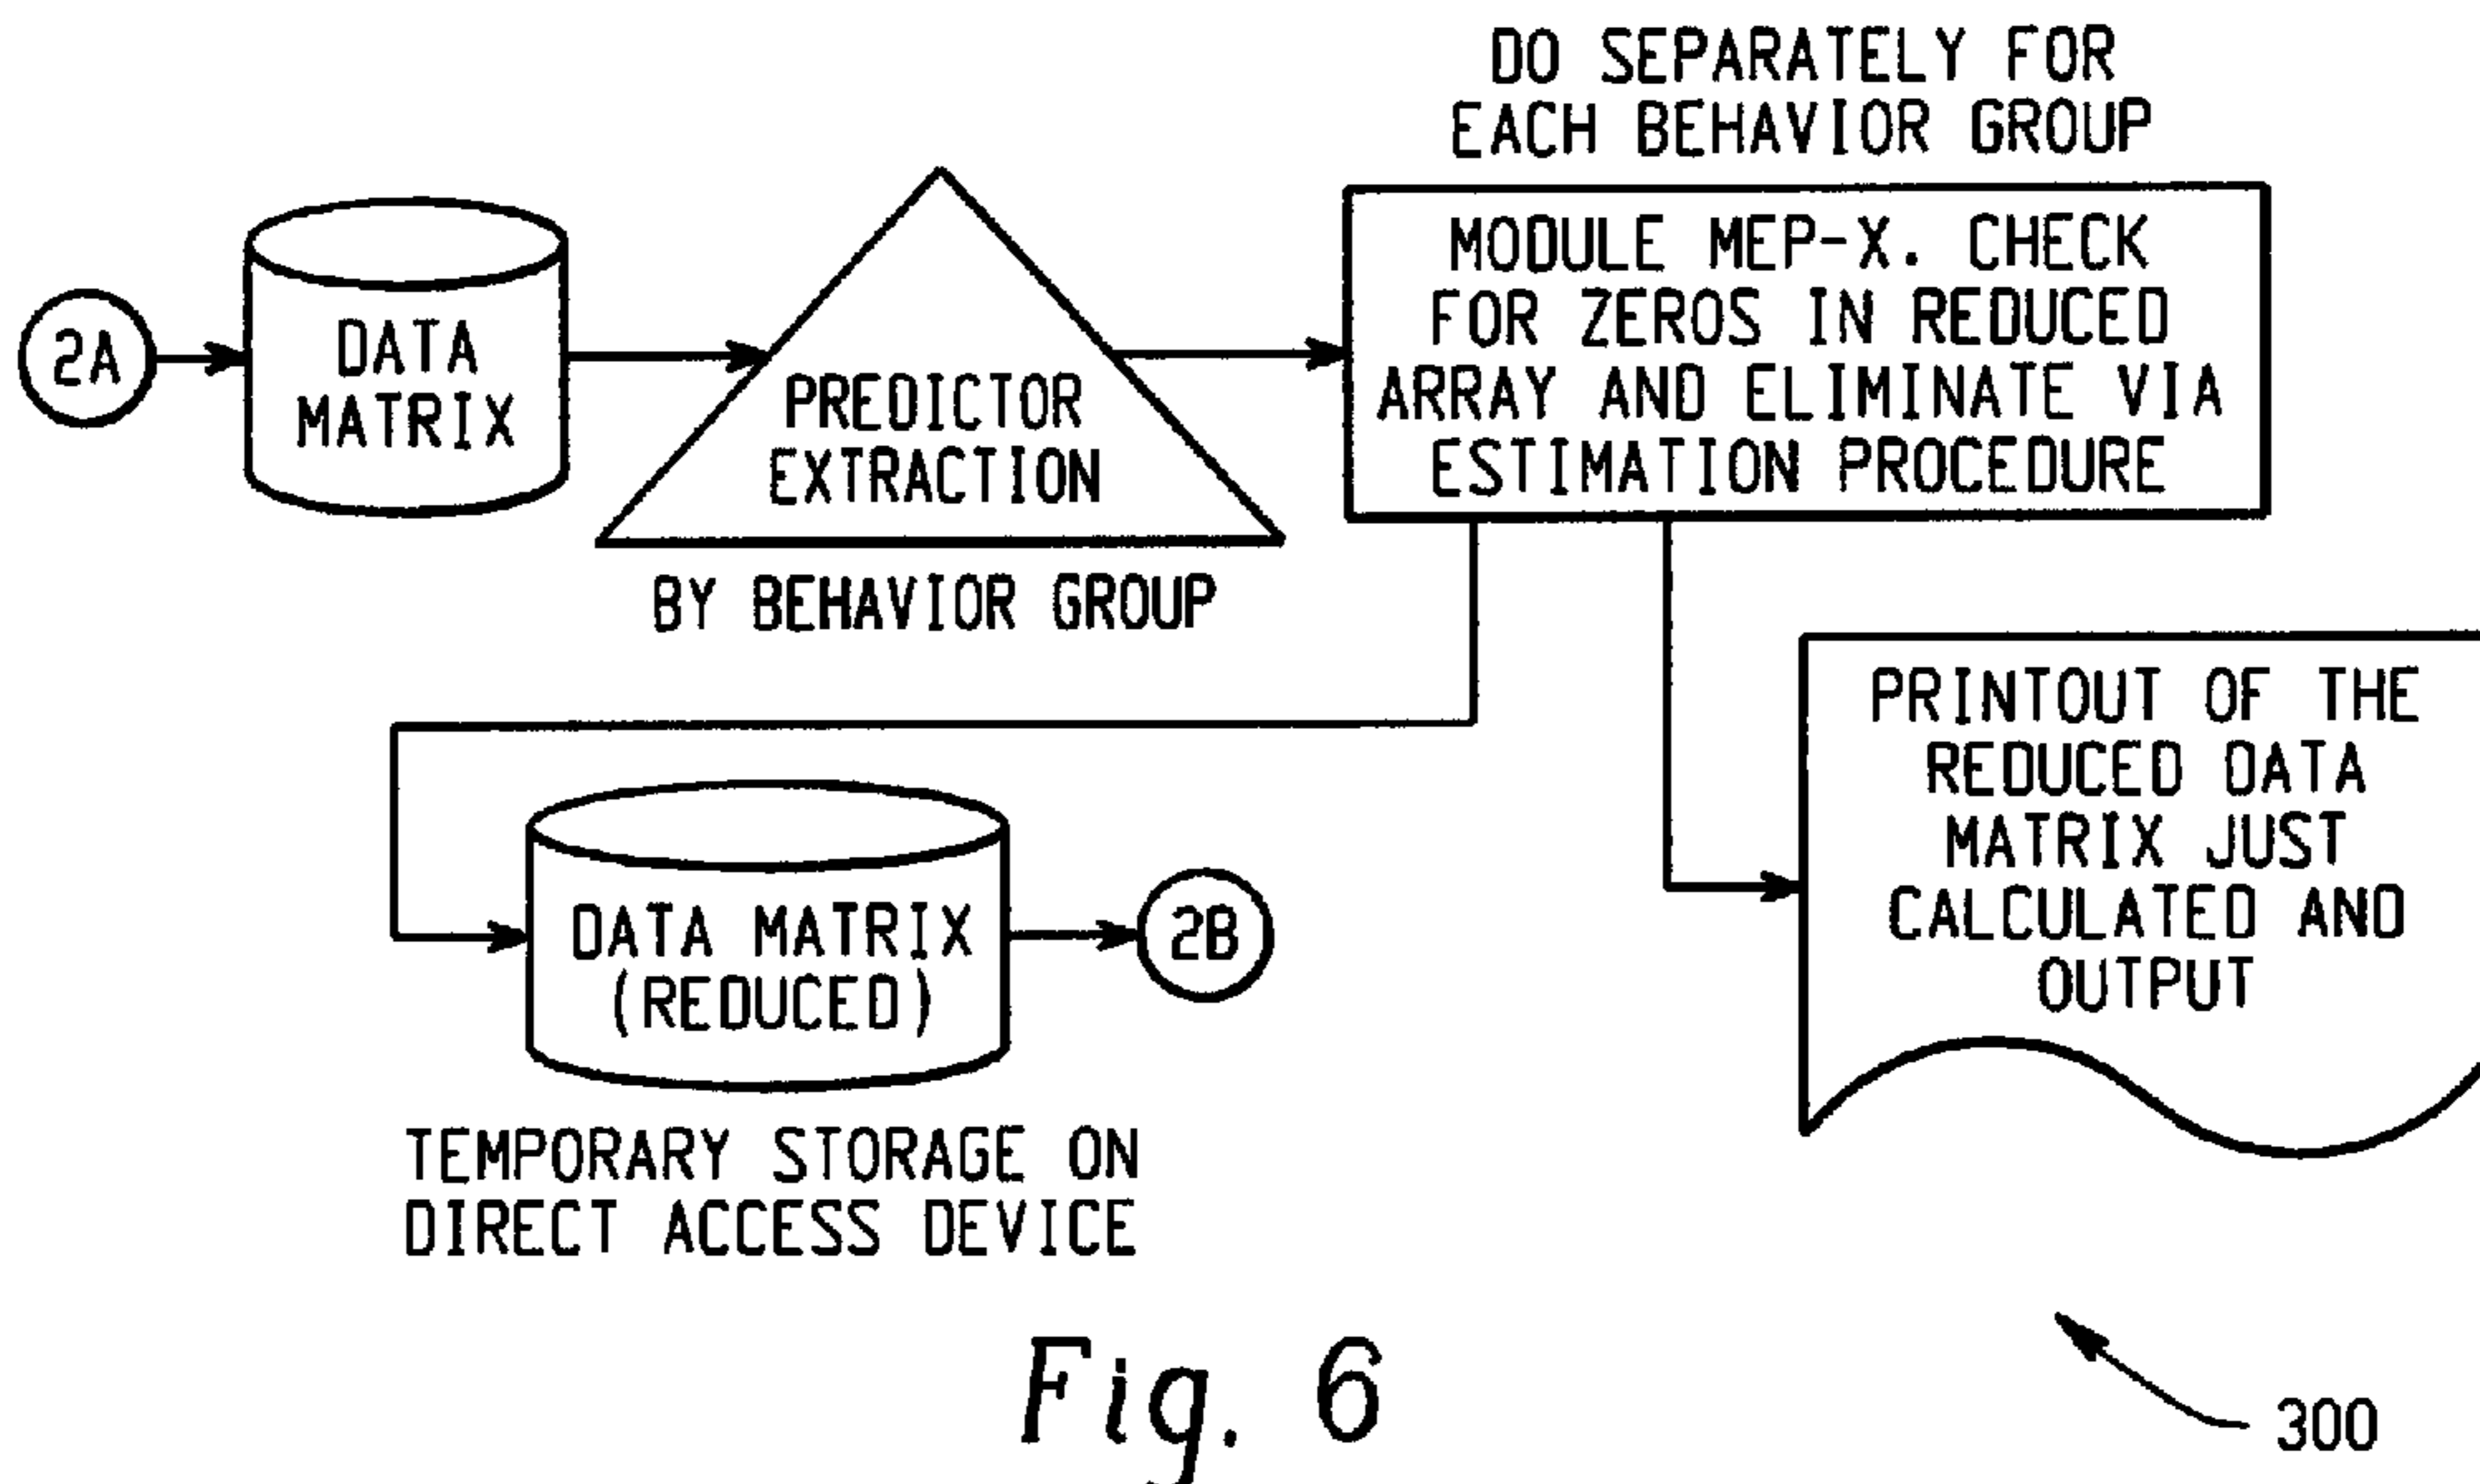 DO SEPARATELY FOR
EACH BEHAVIOR GROUP
2A
DATA
MATRIX
PREDICTOR
EXTRACTION
BY BEHAVIOR GROUP
MODULE MEP-X. CHECK
FOR ZEROS IN REDUCED
ARRAY AND ELIMINATE VIA
ESTIMATION PROCEDURE
PRINTOUT OF THE
REDUCED DATA
MATRIX JUST
CALCULATED AND
OUTPUT
DATA MATRIX
(REDUCED)
2B
TEMPORARY STORAGE ON
DIRECT ACCESS DEVICE
Fig. 6
300